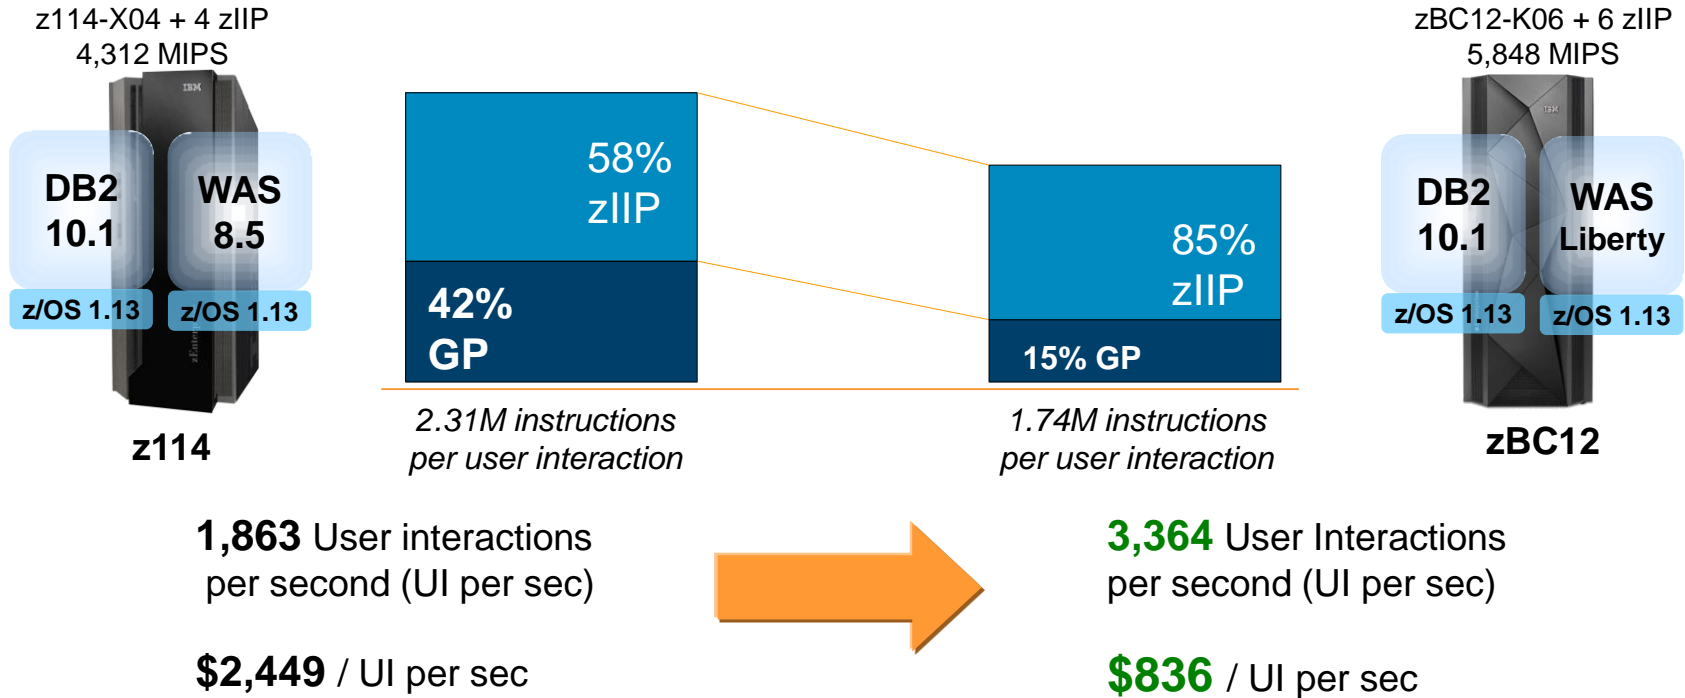 z114-X04 + 4 zIIP
4,312 MIPS
IBM
DB2
10.1
WAS
8.5
z/OS 1.13
z/OS 1.13
z114
58%
zIIP
42%
GP
2.31M instructions
per user interaction
85%
zIIP
15% GP
1.74M instructions
per user interaction
zBC12-K06 + 6 zIIP
5,848 MIPS
IBM
DB2
10.1
WAS
Liberty
z/OS 1.13
z/OS 1.13
zBC12
1,863 User interactions
per second (UI per sec)
$2,449 / UI per sec
3,364 User Interactions
per second (UI per sec)
$836 / UI per sec